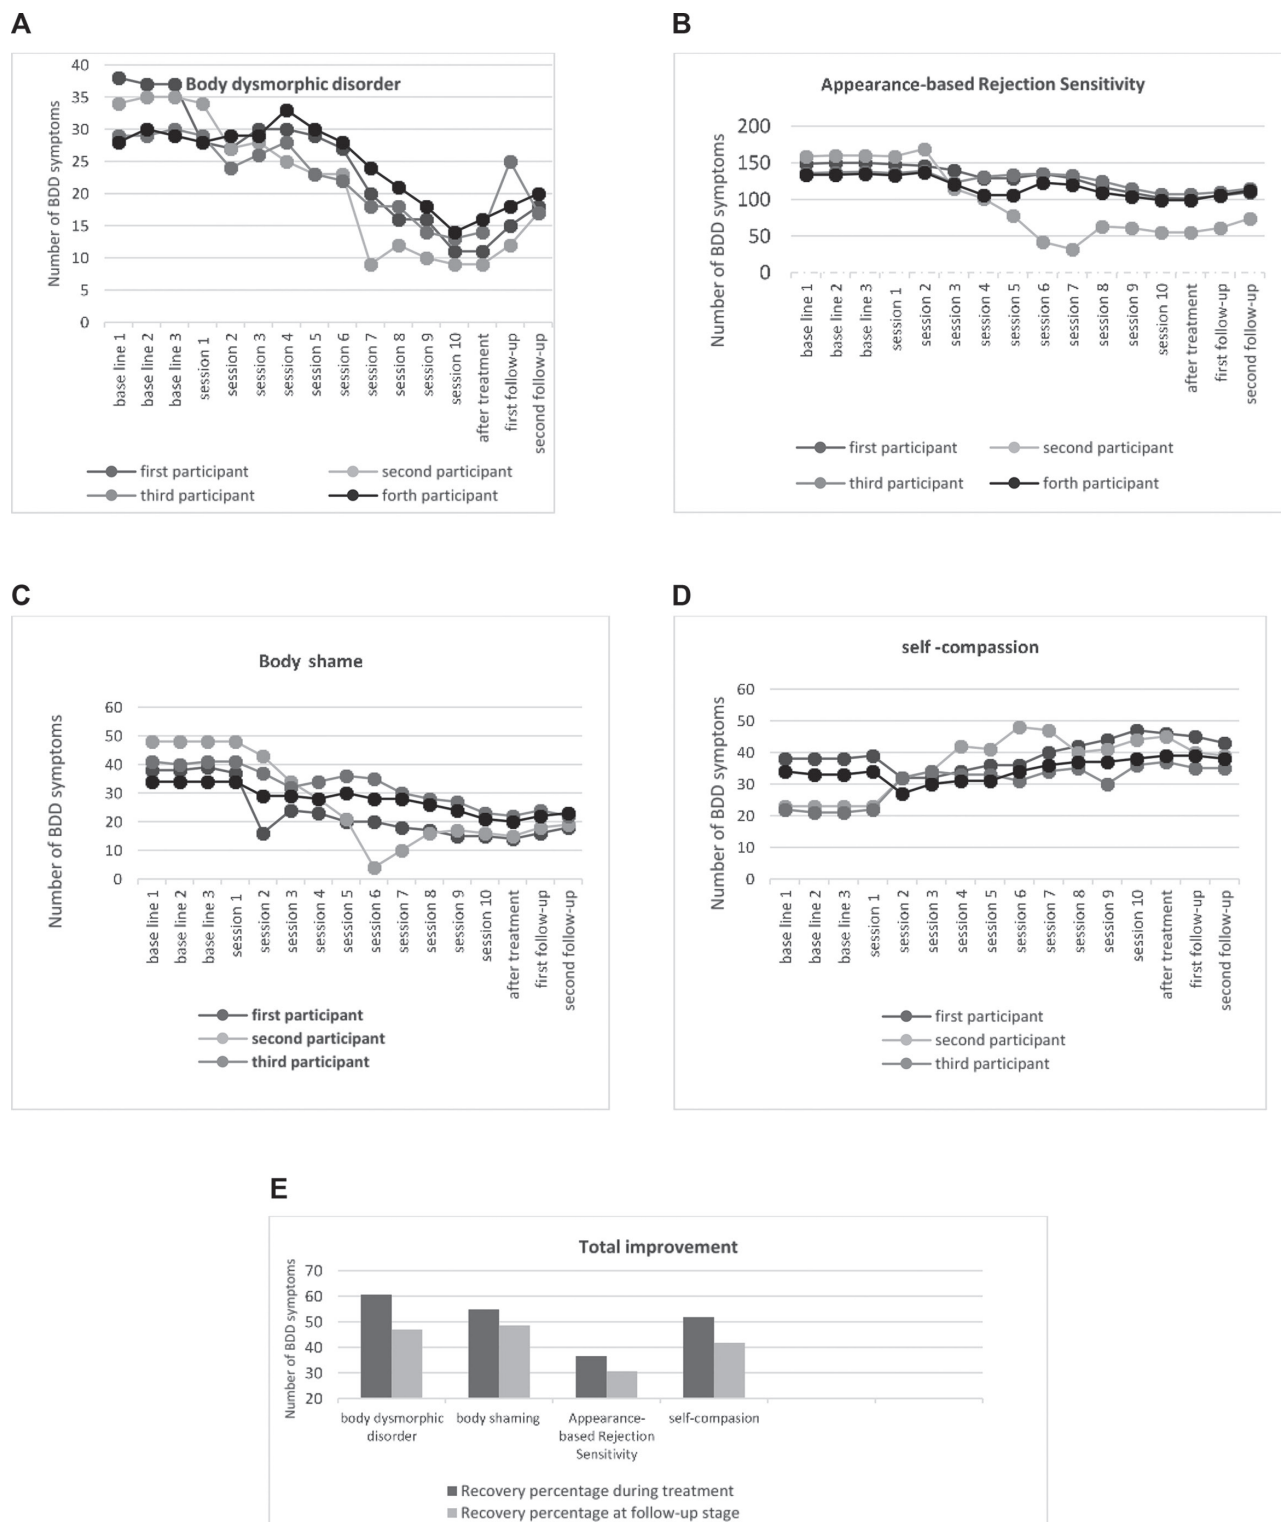 A
Body dysmorphic disorder
Number of BDD symptoms
40
35
30
25
20
15
10
5
0
base line 1
base line 2
base line 3
session 1
session 2
session 3
session 4
session 5
session 6
session 7
session 8
session 9
session 10
after treatment
first follow-up
second follow-up
first participant
second participant
third participant
forth participant
B
Appearance-based Rejection Sensitivity
Number of BDD symptoms
200
150
100
50
0
base line 1
base line 2
base line 3
session 1
session 2
session 3
session 4
session 5
session 6
session 7
session 8
session 9
session 10
after treatment
first follow-up
second follow-up
first participant
second participant
third participant
forth participant
C
Body shame
Number of BDD symptoms
60
50
40
30
20
10
0
base line 1
base line 2
base line 3
session 1
session 2
session 3
session 4
session 5
session 6
session 7
session 8
session 9
session 10
after treatment
first follow-up
second follow-up
first participant
second participant
third participant
D
self -compassion
Number of BDD symptoms
60
50
40
30
20
10
0
base line 1
base line 2
base line 3
session 1
session 2
session 3
session 4
session 5
session 6
session 7
session 8
session 9
session 10
after treatment
first follow-up
second follow-up
first participant
second participant
third participant
E
Total improvement
Number of BDD symptoms
70
60
50
40
30
20
body dysmorphic
disorder
body shaming
Appearance-
based Rejection
Sensitivity
self-compasion
Recovery percentage during treatment
Recovery percentage at follow-up stage